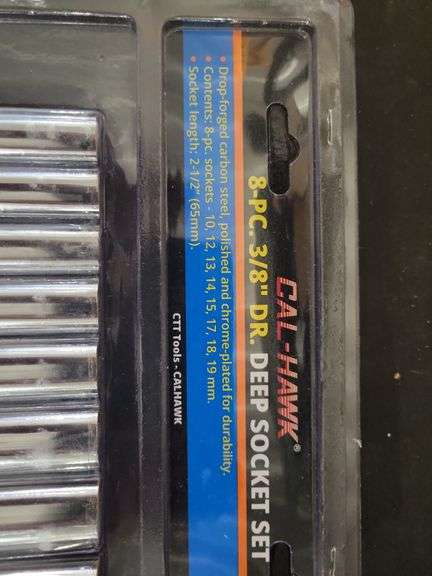 CAL-HAWK®
8-PC. 3/8" DR. DEEP SOCKET SET
• Drop-forged carbon steel, polished and chrome-plated for durability.
• Contents: 8-pc. sockets - 10, 12, 13, 14, 15, 17, 18, 19 mm.
• Socket length: 2-1/2" (65mm).
CTT Tools - CALHAWK